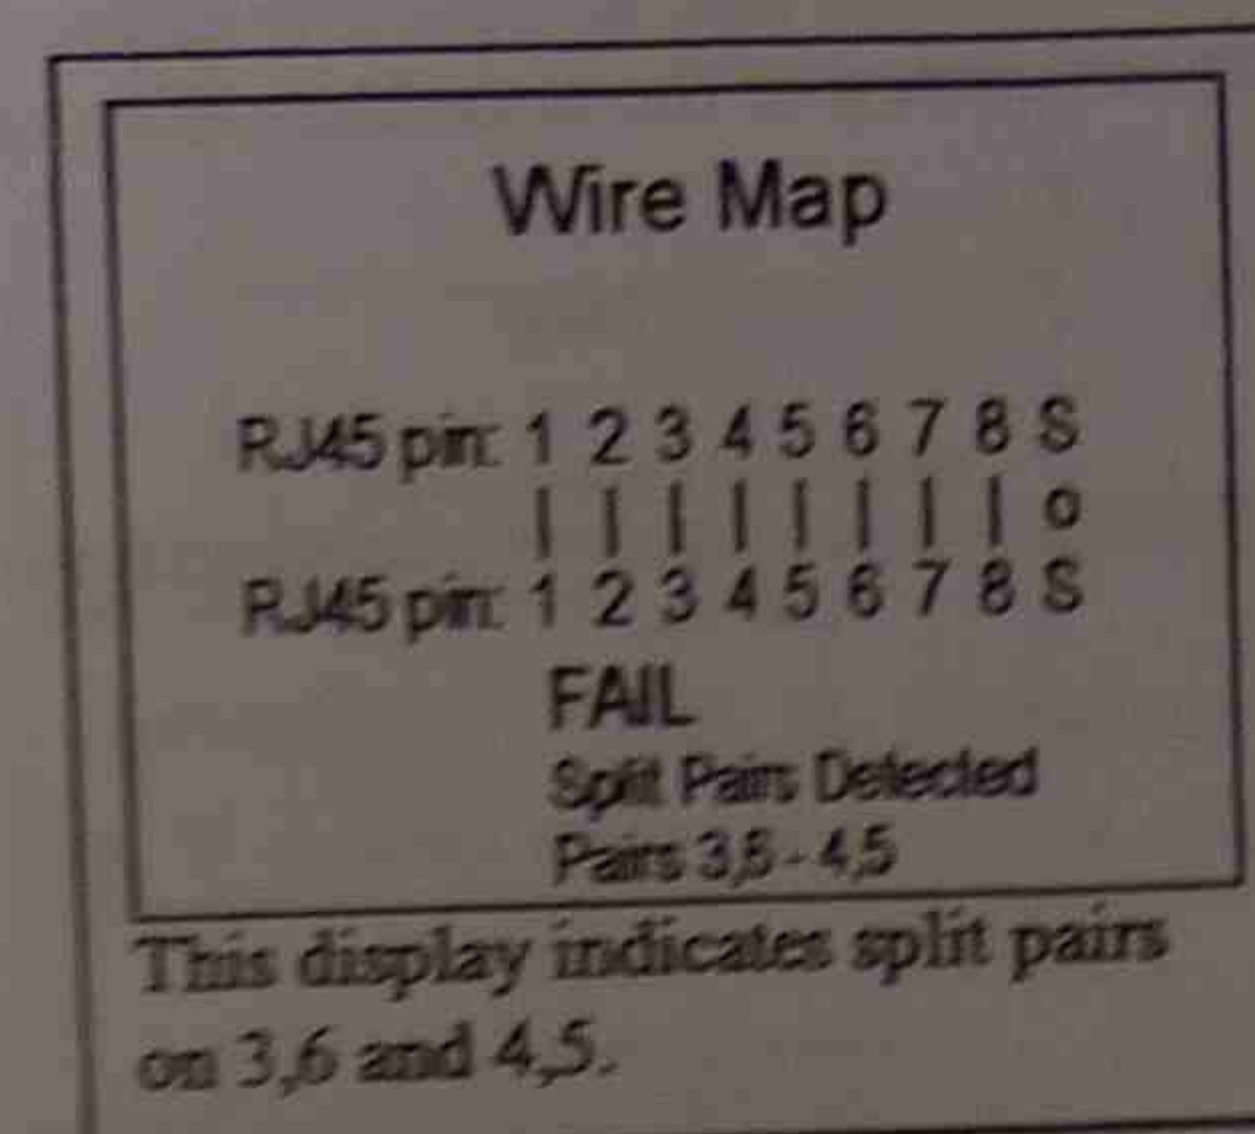 Wire Map
RJ45 pin: 1 2 3 4 5 6 7 8 S
| | | | | | | | o
RJ45 pin: 1 2 3 4 5 6 7 8 S
FAIL
Split Pairs Detected
Pairs 3,6 - 4,5
This display indicates split pairs
on 3,6 and 4,5.